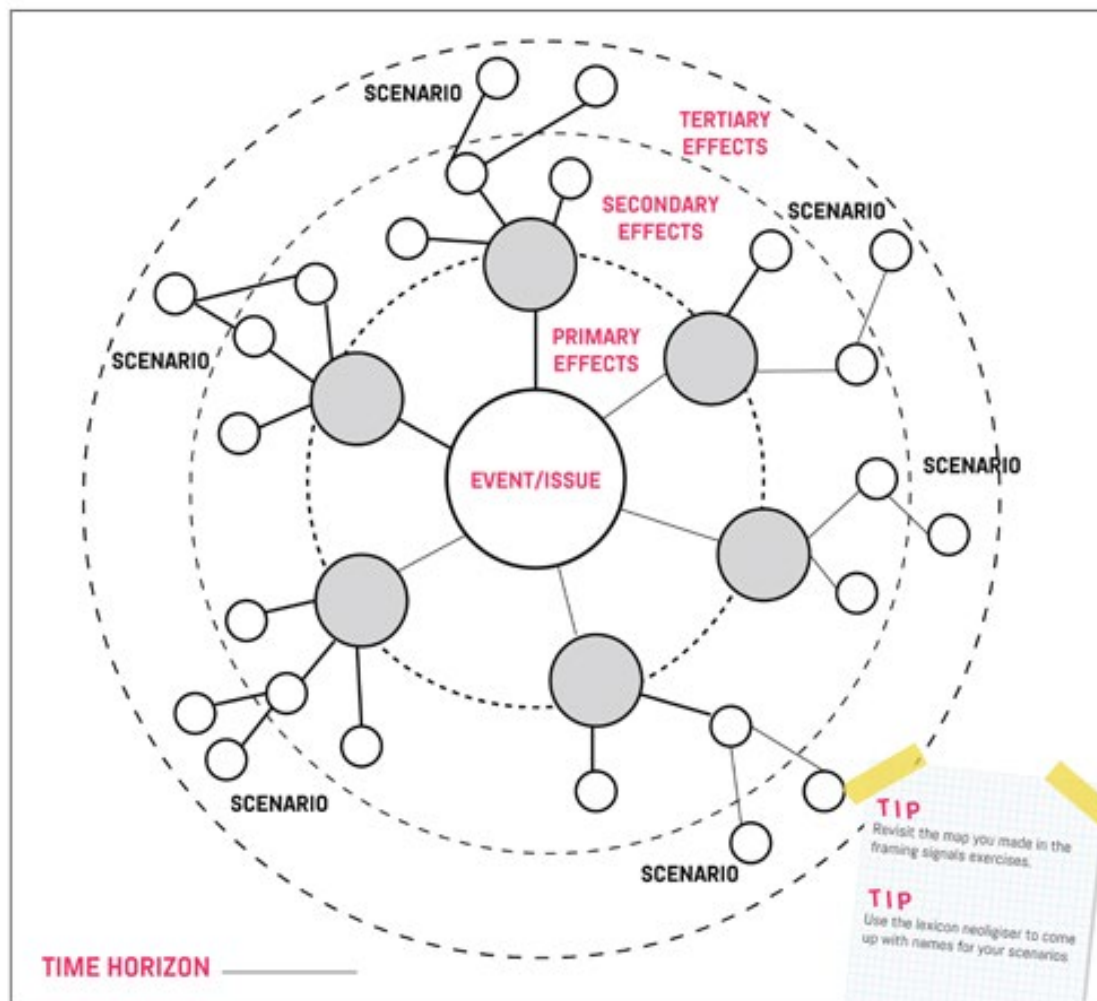 SCENARIO
TERTIARY
EFFECTS
SECONDARY
EFFECTS
SCENARIO
PRIMARY
EFFECTS
SCENARIO
SCENARIO
EVENT/ISSUE
SCENARIO
SCENARIO
TIP
Revisit the map you made in the
framing signals exercises.
TIP
Use the lexicon neoligiser to come
up with names for your scenarios
TIME HORIZON